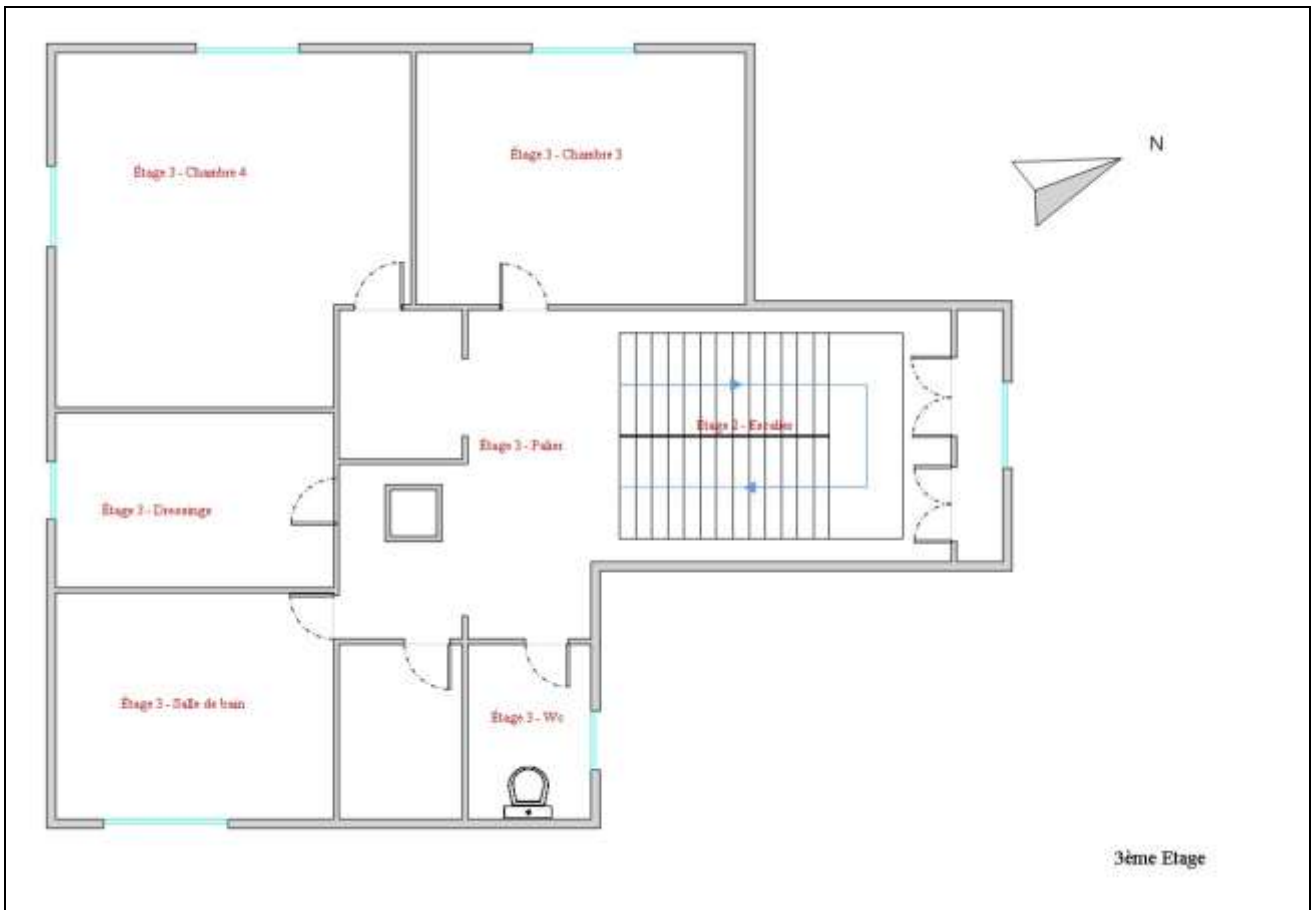 N
Étage 3 - Chambre 3
Étage 3 - Chambre 4
Étage 2 - Escalier
Étage 3 - Palier
Étage 3 - Dressinge
Étage 3 - Salle de bain
Étage 3 - Wc
3ème Etage